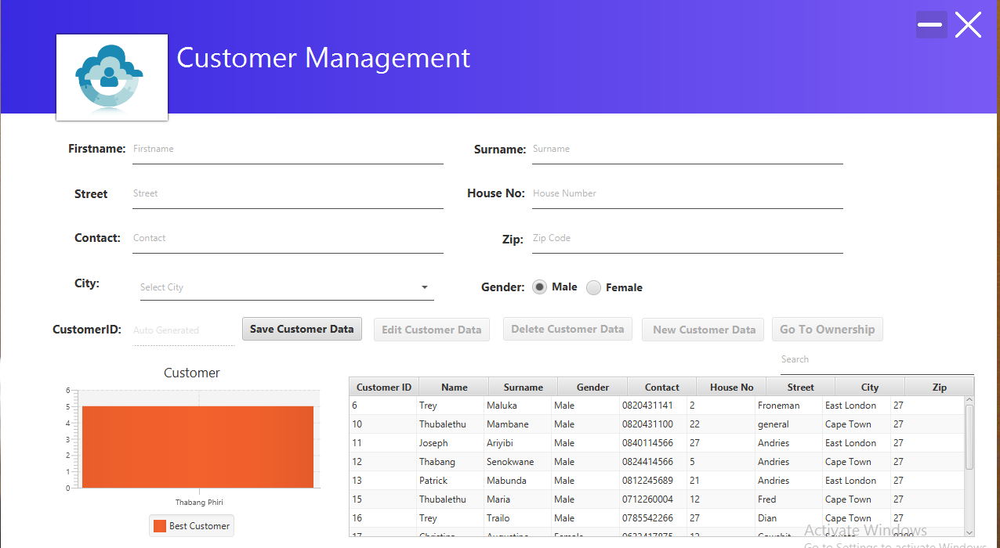 Customer Management
Firstname: Firstname Surname: Surname
Street Street House No: House Number
Contact: Contact Zip: Zip Code
City: Select City Gender: Male Female
CustomerID: Auto Generated Save Customer Data Edit Customer Data Delete Customer Data New Customer Data Go To Ownership
Search
Customer
6
5
4
3
2
1
0
Thabang Phiri
Best Customer
Customer ID Name Surname Gender Contact House No Street City Zip
6 Trey Maluka Male 0820431141 2 Froneman East London 27
10 Thubalethu Mambane Male 0820431100 22 general Cape Town 27
11 Joseph Ariyibi Male 0840114566 27 Andries East London 27
12 Thabang Senokwane Male 0824414566 5 Andries Cape Town 27
13 Patrick Mabunda Male 0812245689 21 Andries East London 27
15 Thubalethu Maria Male 0712260004 12 Fred Cape Town 27
16 Trey Trailo Male 0785542266 27 Dian Cape Town 27
17 Christina Augustine Female 12
Activate Windows
Go to Settings to activate Windows